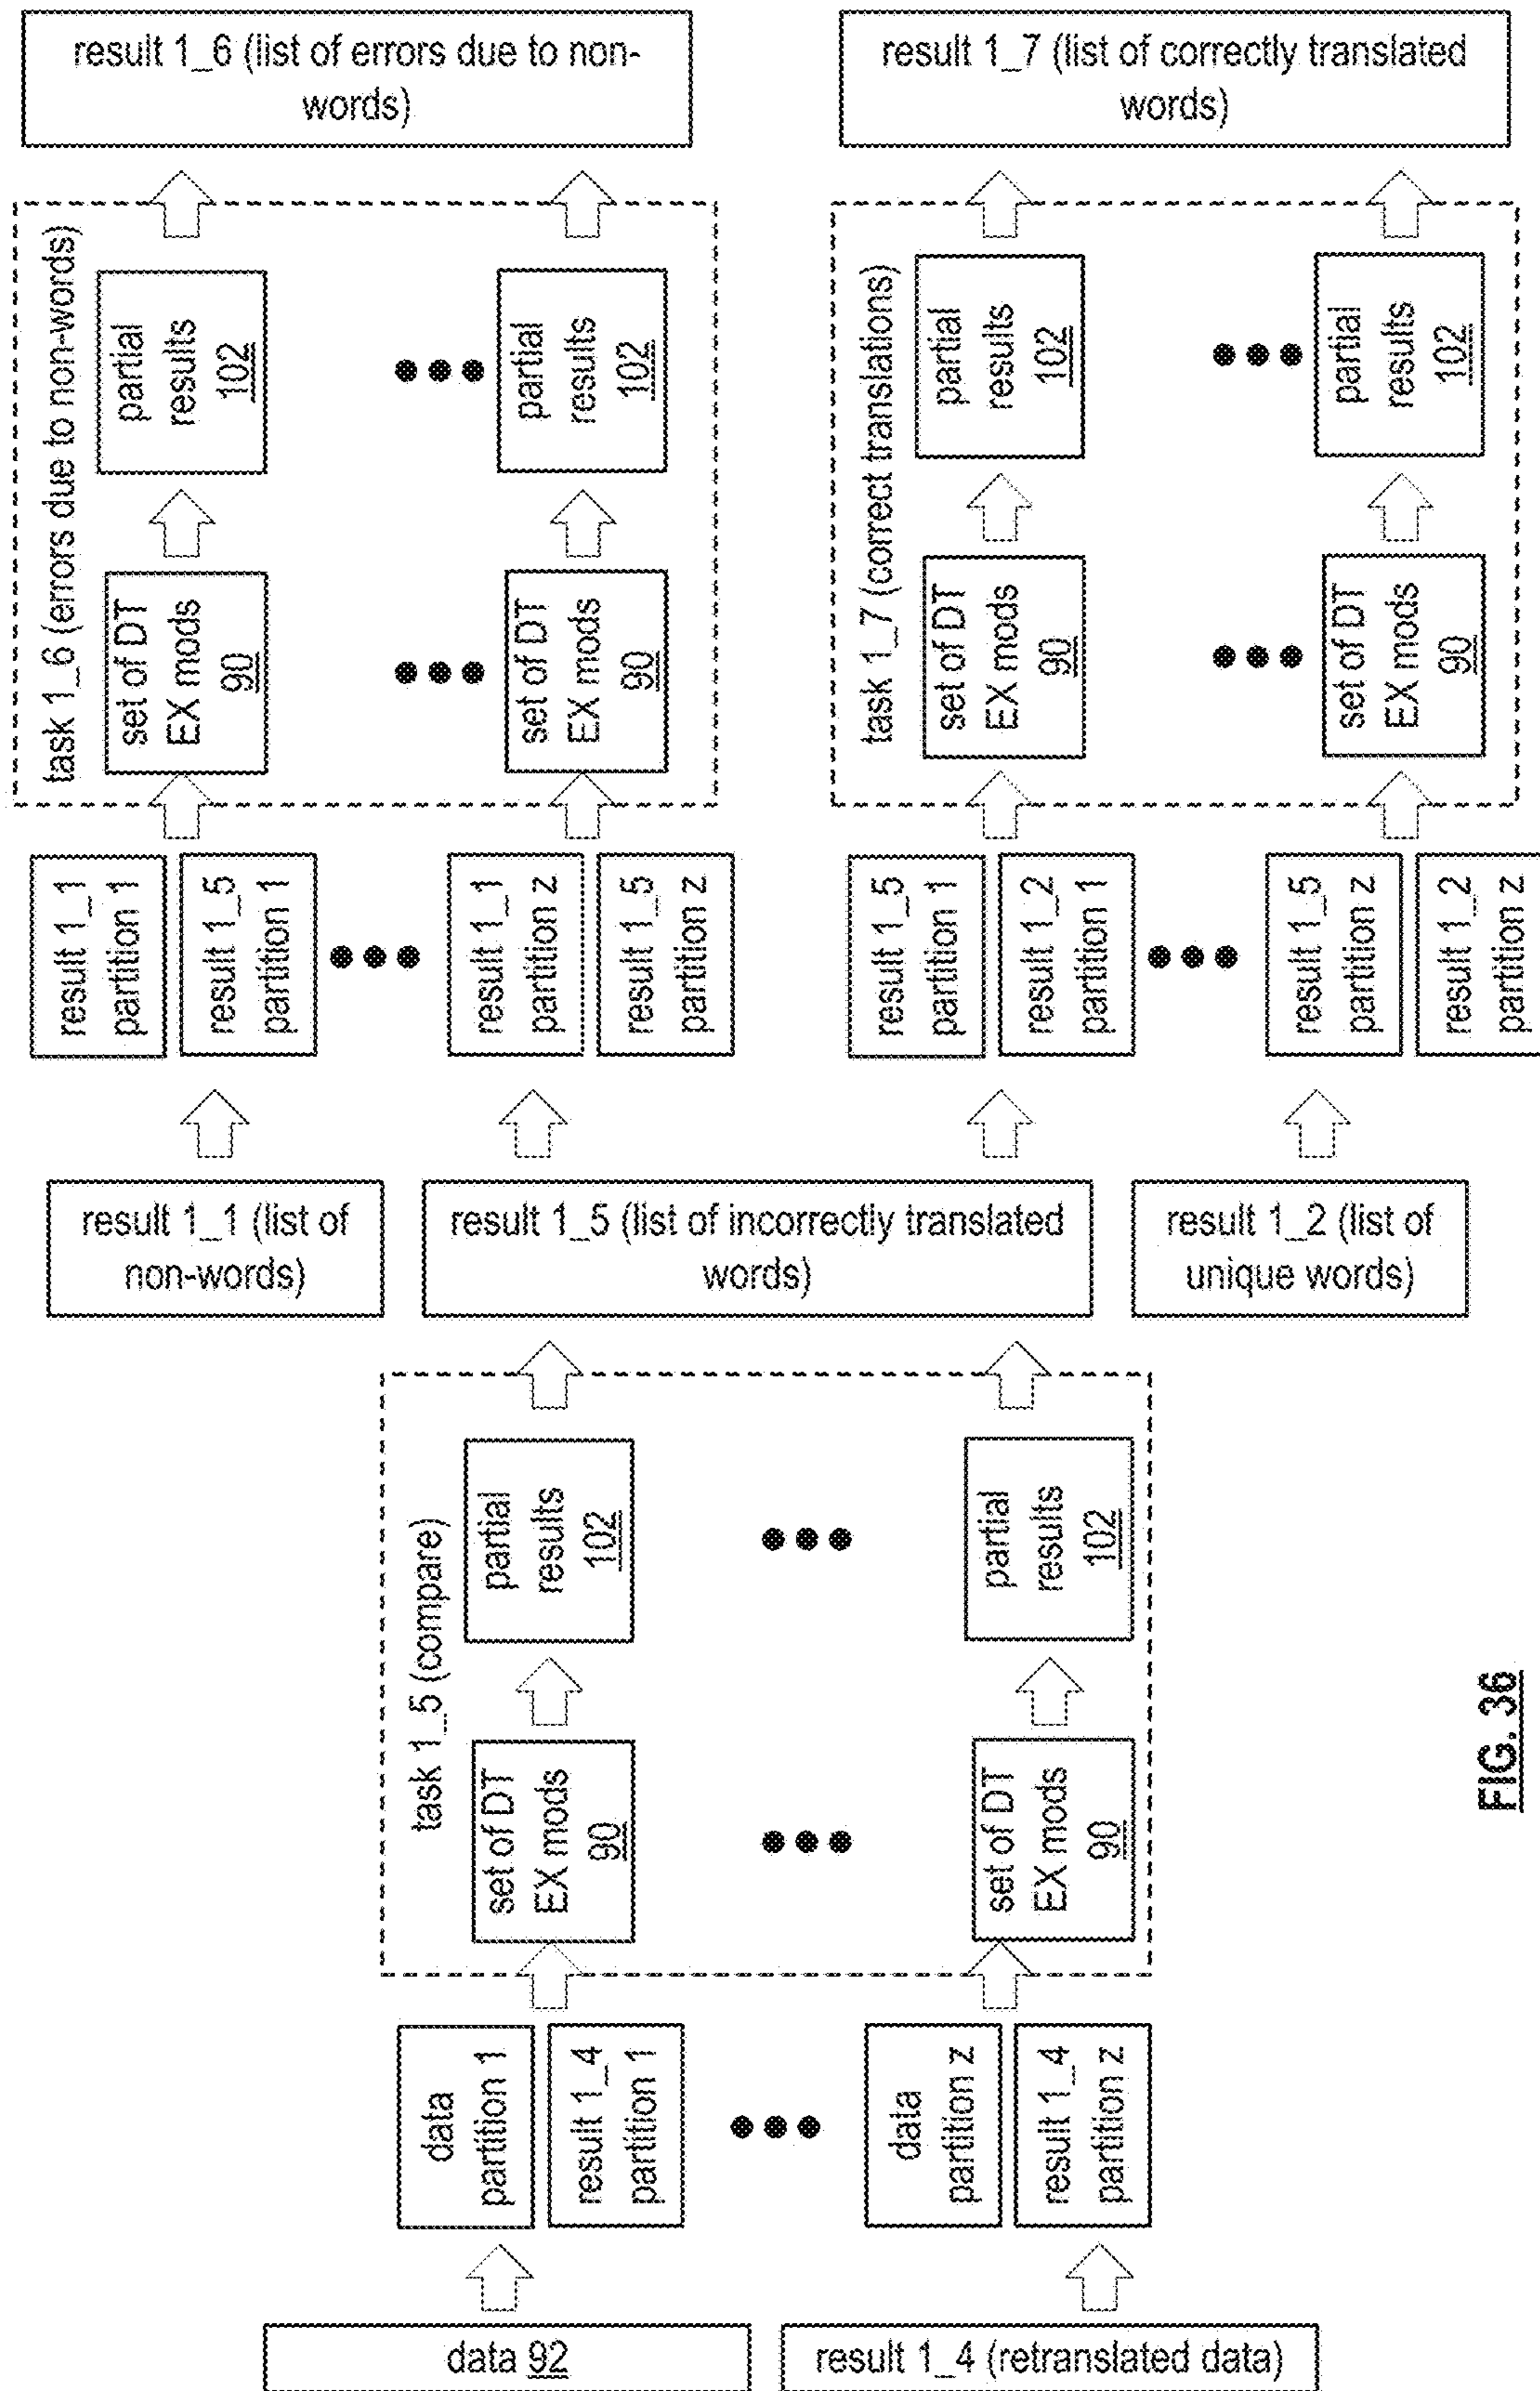 data 92
result 1_4 (retranslated data)
data
partition 1
result 1_4
partition 1
data
partition z
result 1_4
partition z
task 1_5 (compare)
set of DT
EX mods
90
partial
results
102
set of DT
EX mods
90
partial
results
102
result 1_1 (list of
non-words)
result 1_5 (list of incorrectly translated
words)
result 1_2 (list of
unique words)
result 1_1
partition 1
result 1_5
partition 1
result 1_1
partition z
result 1_5
partition z
task 1_6 (errors due to non-words)
set of DT
EX mods
90
partial
results
102
set of DT
EX mods
90
partial
results
102
result 1_6 (list of errors due to non-
words)
result 1_5
partition 1
result 1_2
partition 1
result 1_5
partition z
result 1_2
partition z
task 1_7 (correct translations)
set of DT
EX mods
90
partial
results
102
set of DT
EX mods
90
partial
results
102
result 1_7 (list of correctly translated
words)
FIG. 36